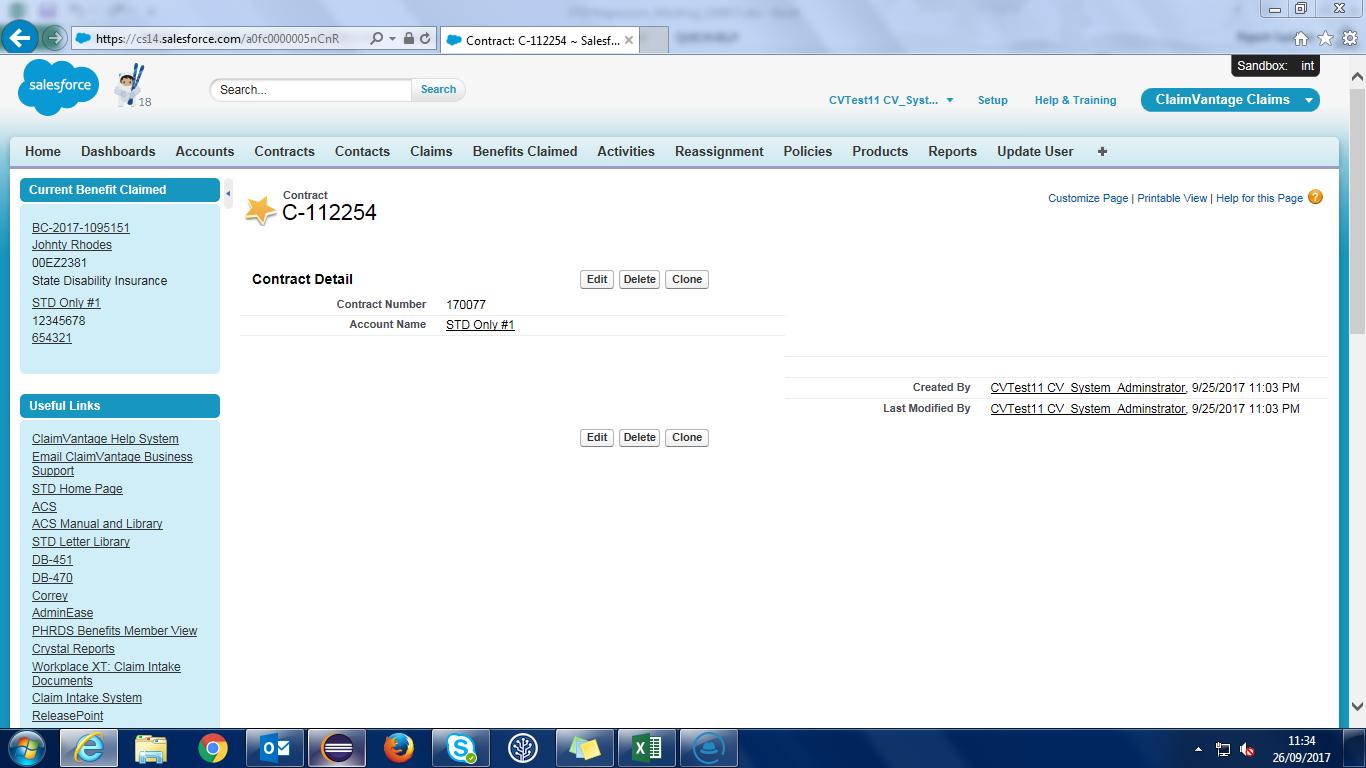 https://cs14.salesforce.com/a0fc0000005nCnR
Contract: C-112254 ~ Salesf...
Sandbox: int
salesforce
18
Search...
Search
CVTest11 CV_Syst...
Setup
Help & Training
ClaimVantage Claims
Home Dashboards Accounts Contracts Contacts Claims Benefits Claimed Activities Reassignment Policies Products Reports Update User +
Current Benefit Claimed
BC-2017-1095151
Johnty Rhodes
00EZ2381
State Disability Insurance
STD Only #1
12345678
654321
Useful Links
ClaimVantage Help System
Email ClaimVantage Business
Support
STD Home Page
ACS
ACS Manual and Library
STD Letter Library
DB-451
DB-470
Correy
AdminEase
PHRDS Benefits Member View
Crystal Reports
Workplace XT: Claim Intake
Documents
Claim Intake System
ReleasePoint
Contract
C-112254
Customize Page | Printable View | Help for this Page ?
Contract Detail
Edit Delete Clone
Contract Number 170077
Account Name STD Only #1
Created By CVTest11 CV_System_Adminstrator, 9/25/2017 11:03 PM
Last Modified By CVTest11 CV_System_Adminstrator, 9/25/2017 11:03 PM
Edit Delete Clone
11:34
26/09/2017